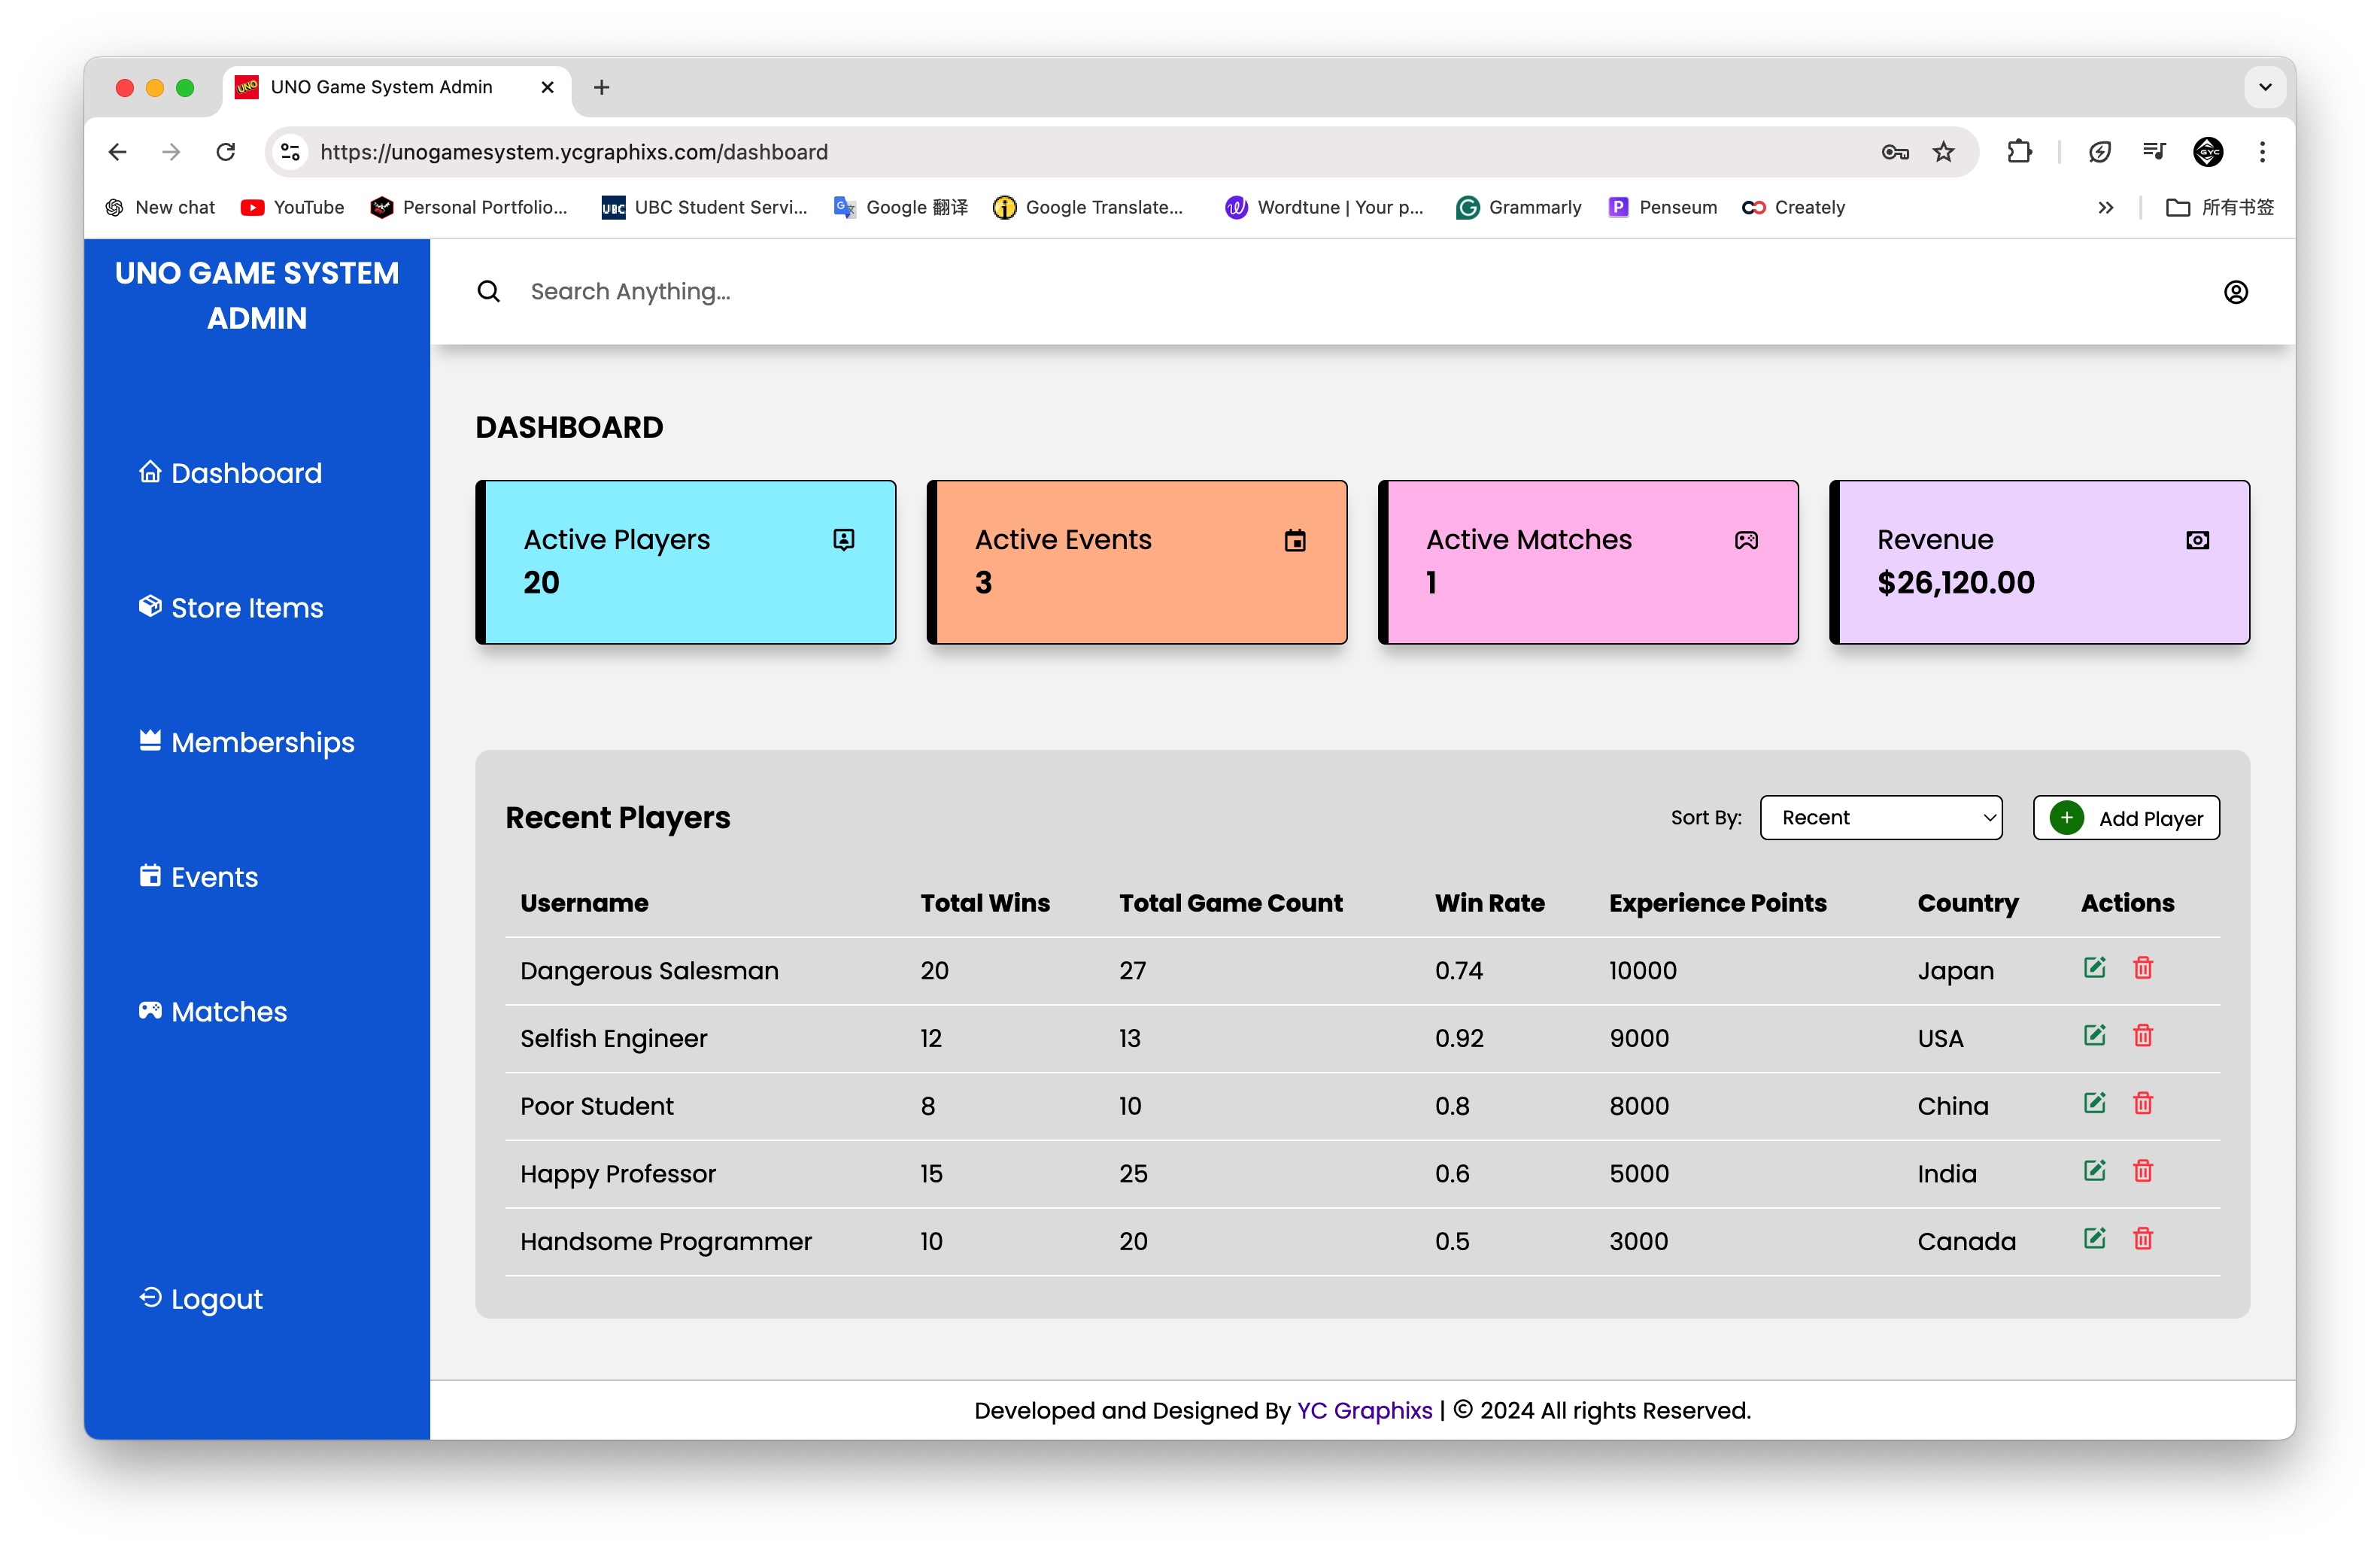 UNO Game System Admin
https://unogamesystem.ycgraphixs.com/dashboard
GYC
New chat YouTube Personal Portfolio... UBC UBC Student Servi... Google 翻译 Google Translate... Wordtune | Your p... Grammarly P Penseum Creately 所有书签
UNO GAME SYSTEM
ADMIN
Search Anything...
Dashboard
Store Items
Memberships
Events
Matches
Logout
DASHBOARD
Active Players
20
Active Events
3
Active Matches
1
Revenue
$26,120.00
Recent Players Sort By: Recent Add Player
Username Total Wins Total Game Count Win Rate Experience Points Country Actions
Dangerous Salesman 20 27 0.74 10000 Japan
Selfish Engineer 12 13 0.92 9000 USA
Poor Student 8 10 0.8 8000 China
Happy Professor 15 25 0.6 5000 India
Handsome Programmer 10 20 0.5 3000 Canada
Developed and Designed By YC Graphixs | © 2024 All rights Reserved.